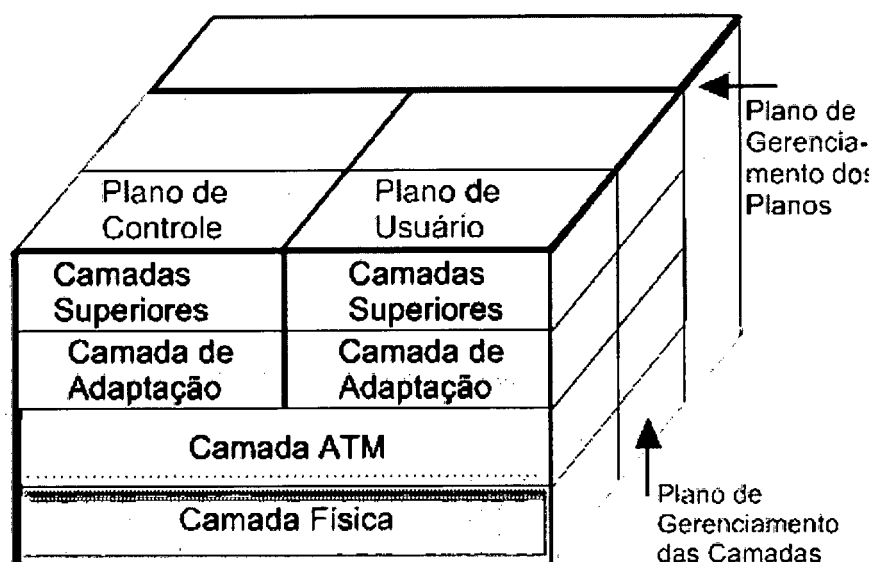 Plano de
Gerencia-
mento dos
Planos
Plano de
Controle
Plano de
Usuário
Camadas
Superiores
Camadas
Superiores
Camada de
Adaptação
Camada de
Adaptação
Camada ATM
Camada Física
Plano de
Gerenciamento
das Camadas